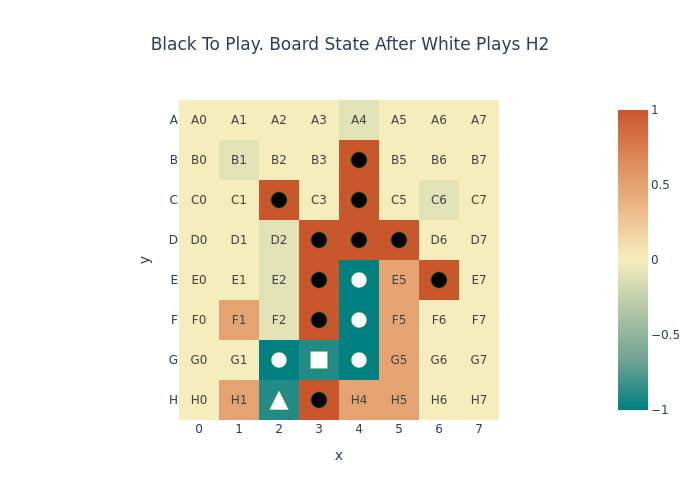 Black To Play. Board State After White Plays H2
A A0 A1 A2 A3 A4 A5 A6 A7 1
B B0 B1 B2 B3 B5 B6 B7
C C0 C1 C3 C5 C6 C7 0.5
D D0 D1 D2 D6 D7
y E E0 E1 E2 E5 E7 0
F F0 F1 F2 F5 F6 F7 −0.5
G G0 G1 G5 G6 G7
H H0 H1 H4 H5 H6 H7 −1
0 1 2 3 4 5 6 7
x